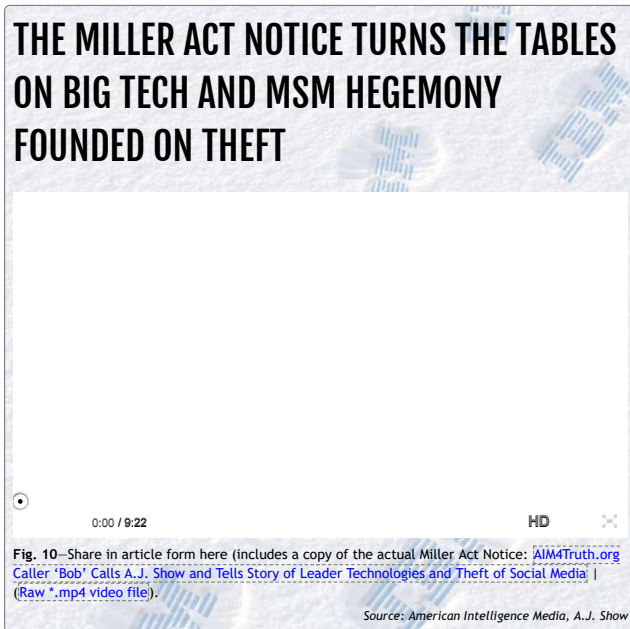 THE MILLER ACT NOTICE TURNS THE TABLES
ON BIG TECH AND MSM HEGEMONY
FOUNDED ON THEFT
0:00 / 9:22
HD
Fig. 10—Share in article form here (includes a copy of the actual Miller Act Notice: AIM4Truth.org
Caller ‘Bob’ Calls A.J. Show and Tells Story of Leader Technologies and Theft of Social Media |
(Raw *.mp4 video file).
Source: American Intelligence Media, A.J. Show
IBM
IBM